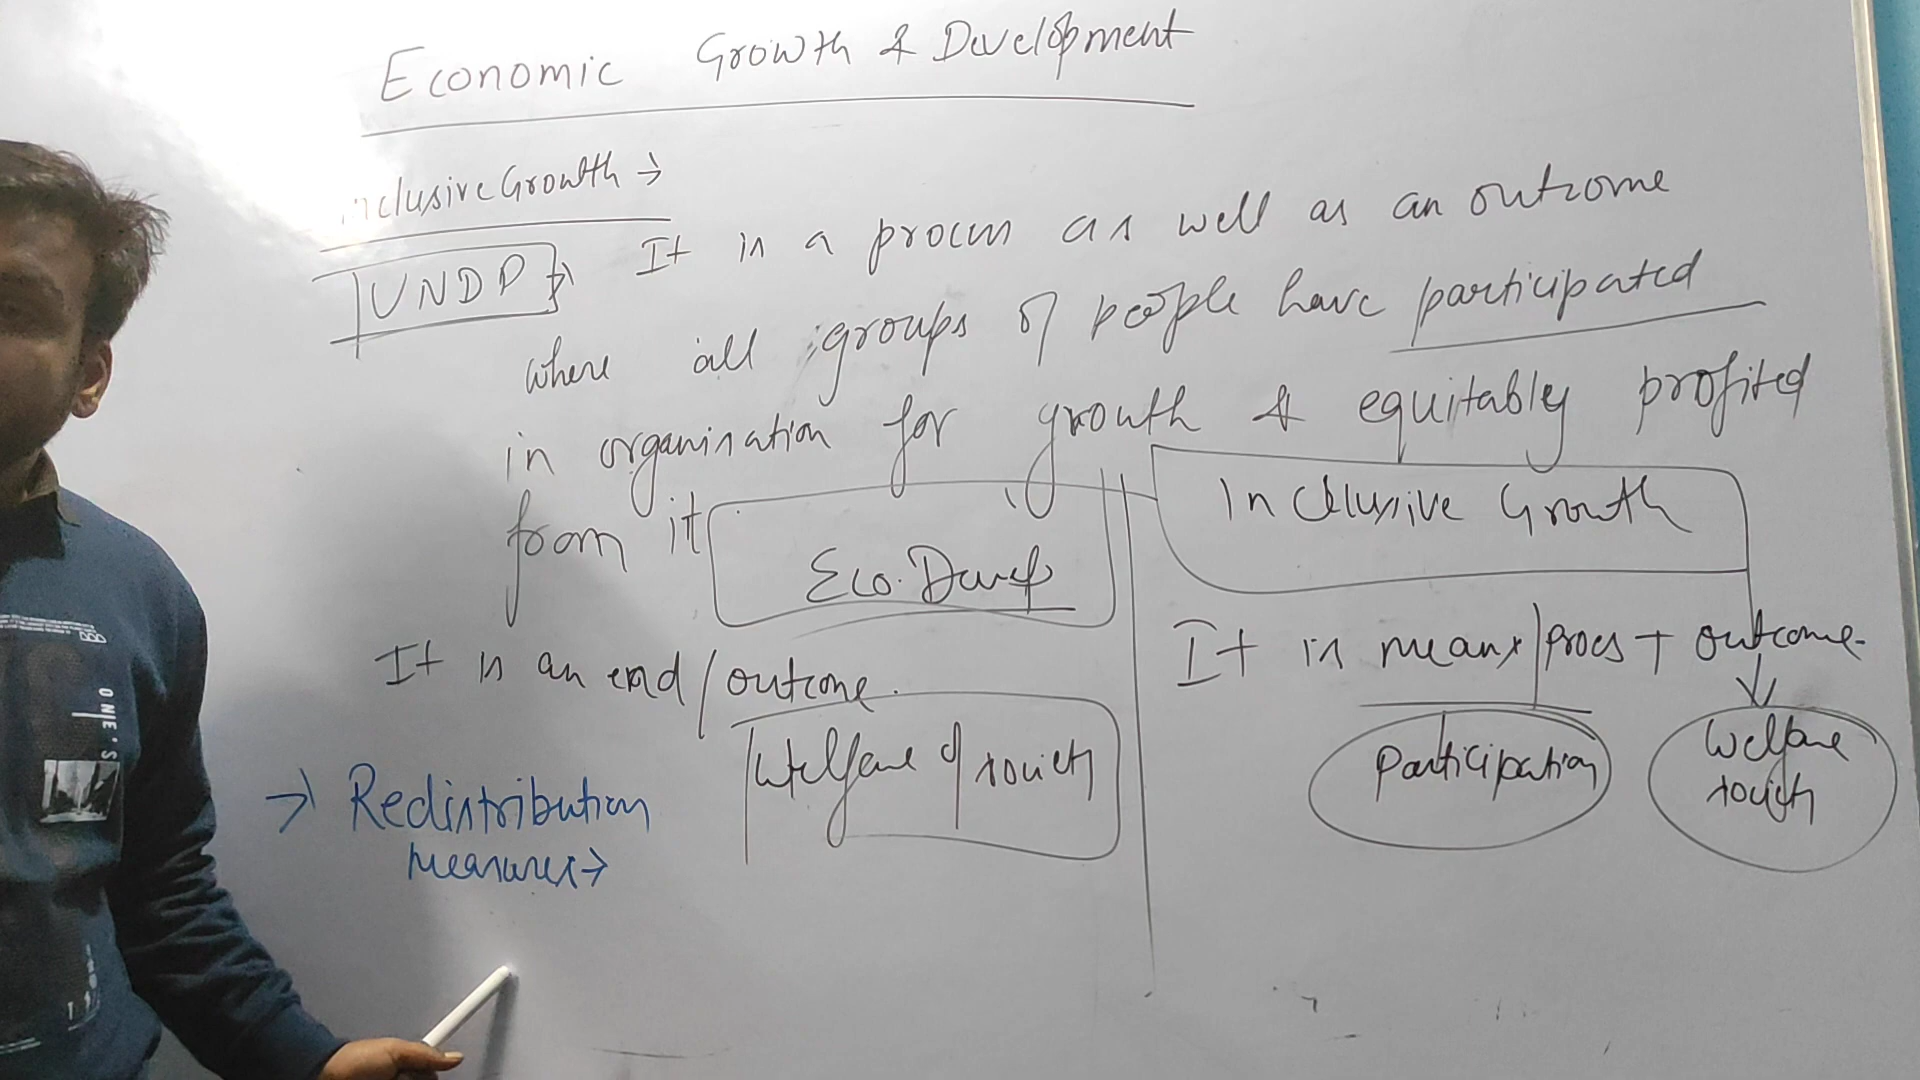 Economic Growth & Development
Inclusive Growth →
UNDP → It is a process as well as an outcome
where all groups of people have participated
in organisation for growth & equitably profited
from it
Eco. Devp
Inclusive Growth
It is an end / outcome.
It is means / proces + outcome.
Welfare of society
Participation
Welfare
society
→ Redistribution
Measures →
ONE'S